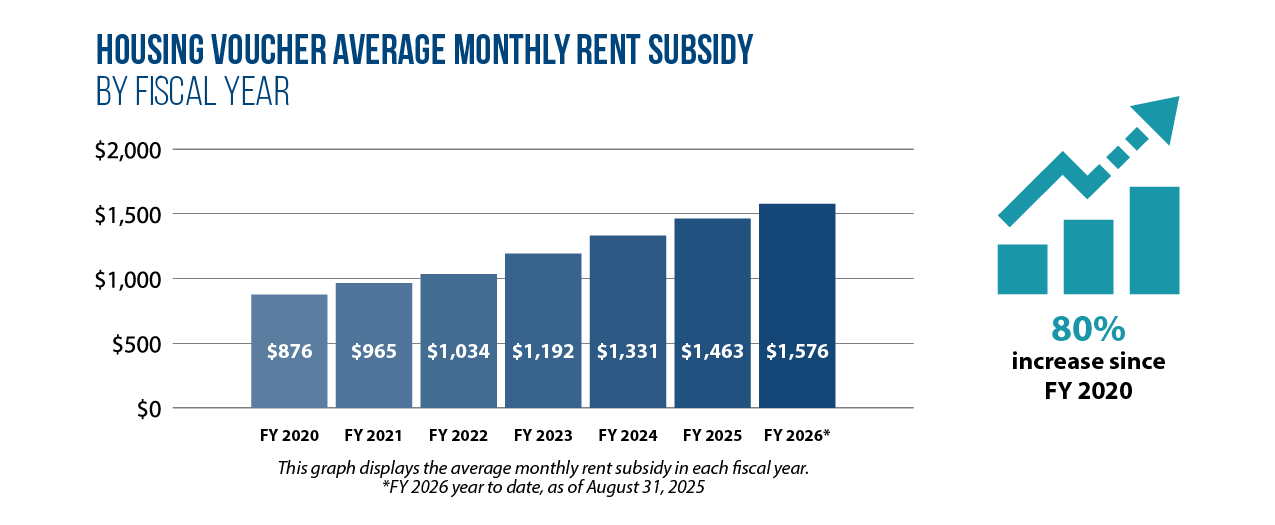 HOUSING VOUCHER AVERAGE MONTHLY RENT SUBSIDY
BY FISCAL YEAR
$2,000
$1,500
$1,000
$500
$0
$876
$965
$1,034
$1,192
$1,331
$1,463
$1,576
FY 2020
FY 2021
FY 2022
FY 2023
FY 2024
FY 2025
FY 2026*
This graph displays the average monthly rent subsidy in each fiscal year.
*FY 2026 year to date, as of August 31, 2025
80%
increase since
FY 2020